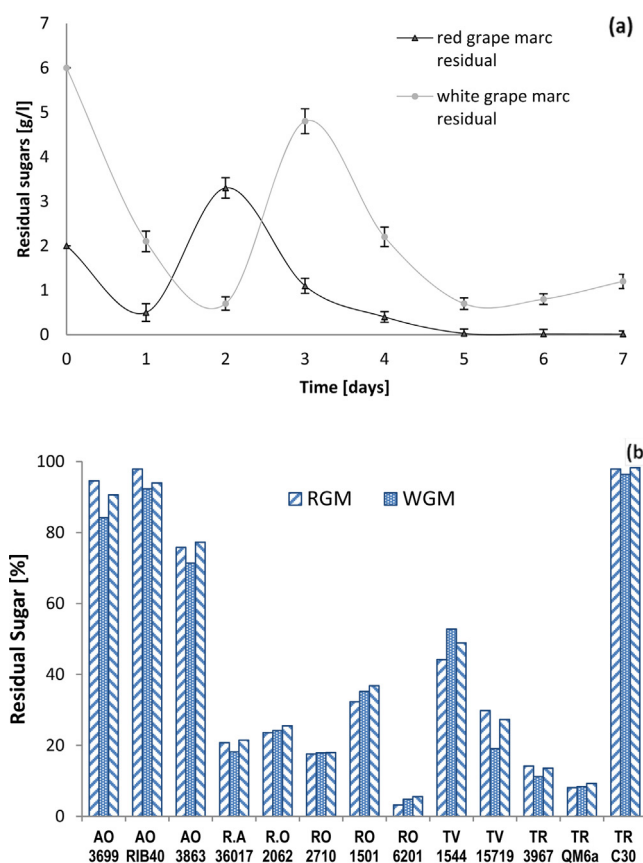 (a)
7
6
5
4
3
2
1
0
Residual sugars [g/l]
red grape marc
residual
white grape marc
residual
0 1 2 3 4 5 6 7
Time [days]
(b
100
80
60
40
20
0
Residual Sugar [%]
RGM WGM
AO AO AO R.A R.O RO RO RO TV TV TR TR TR
3699 RIB40 3863 36017 2062 2710 1501 6201 1544 15719 3967 QM6a C30